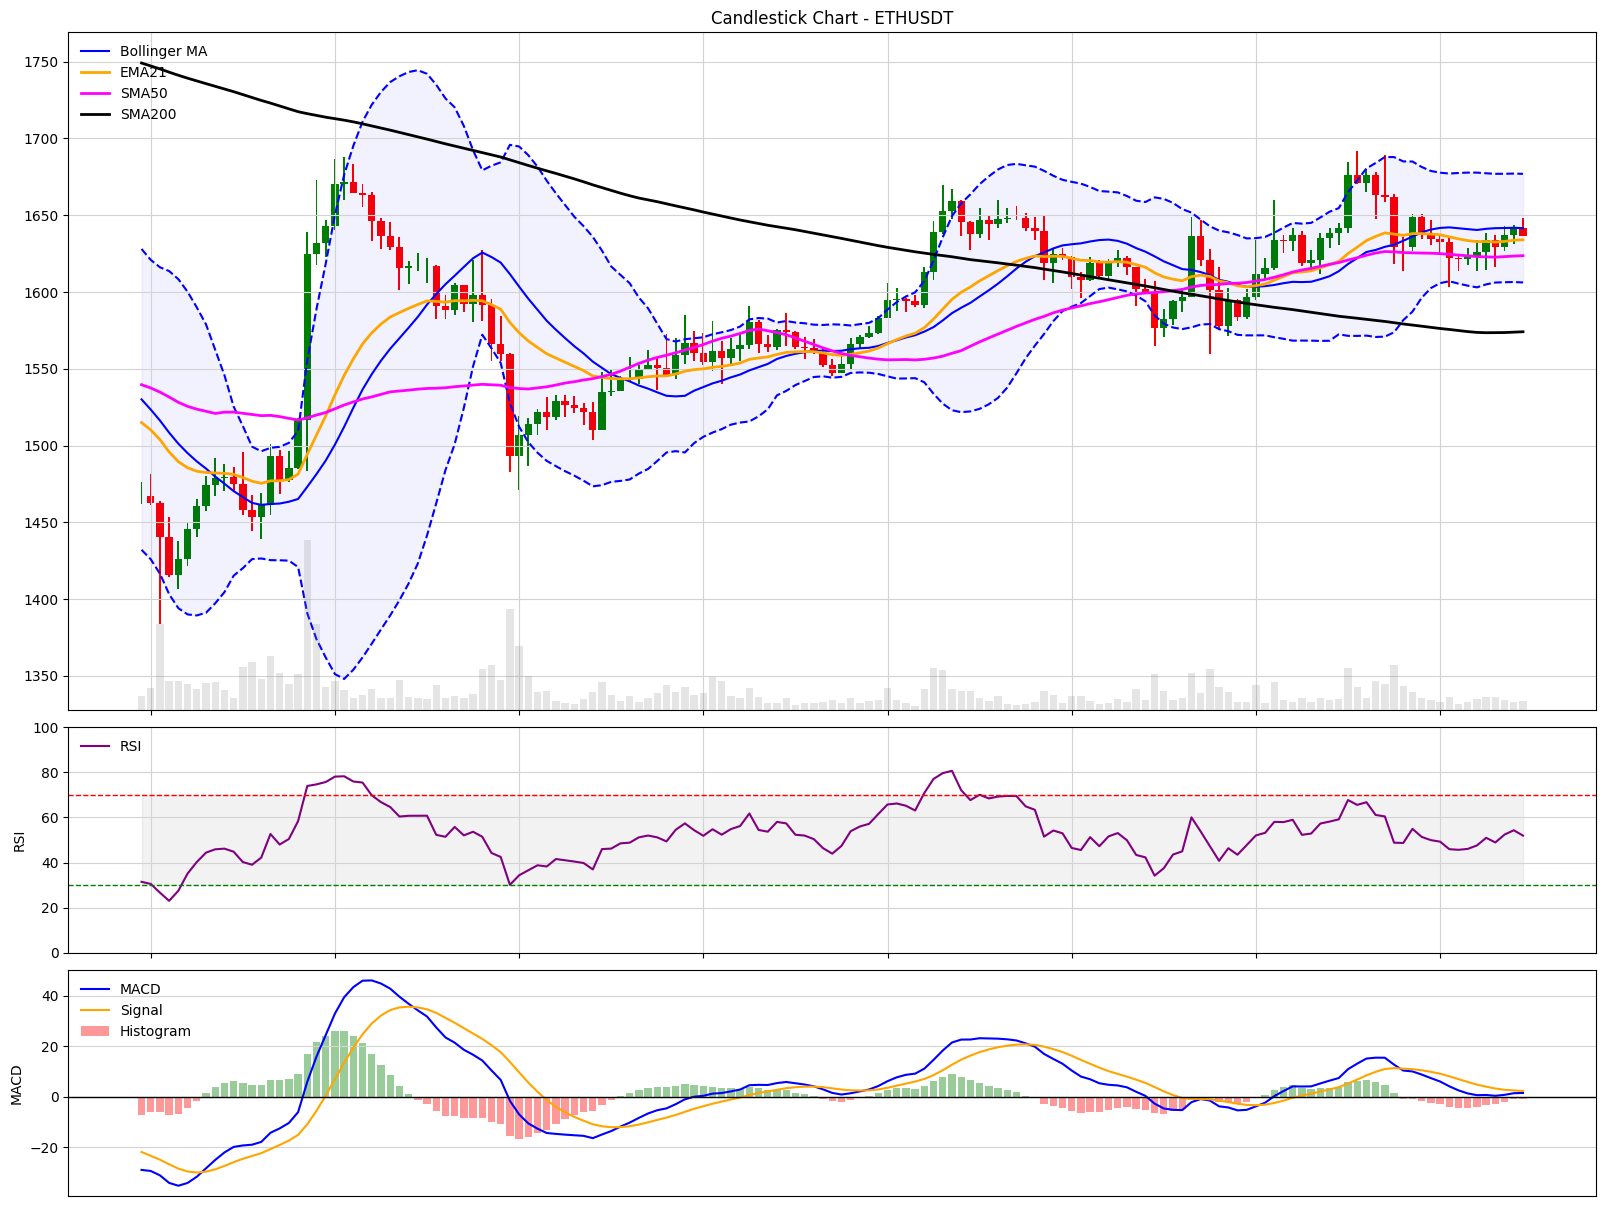 Candlestick Chart - ETHUSDT
Bollinger MA
EMA21
SMA50
SMA200
1750
1700
1650
1600
1550
1500
1450
1400
1350
RSI
100
80
60
40
20
0
RSI
MACD
Signal
Histogram
40
20
0
−20
MACD